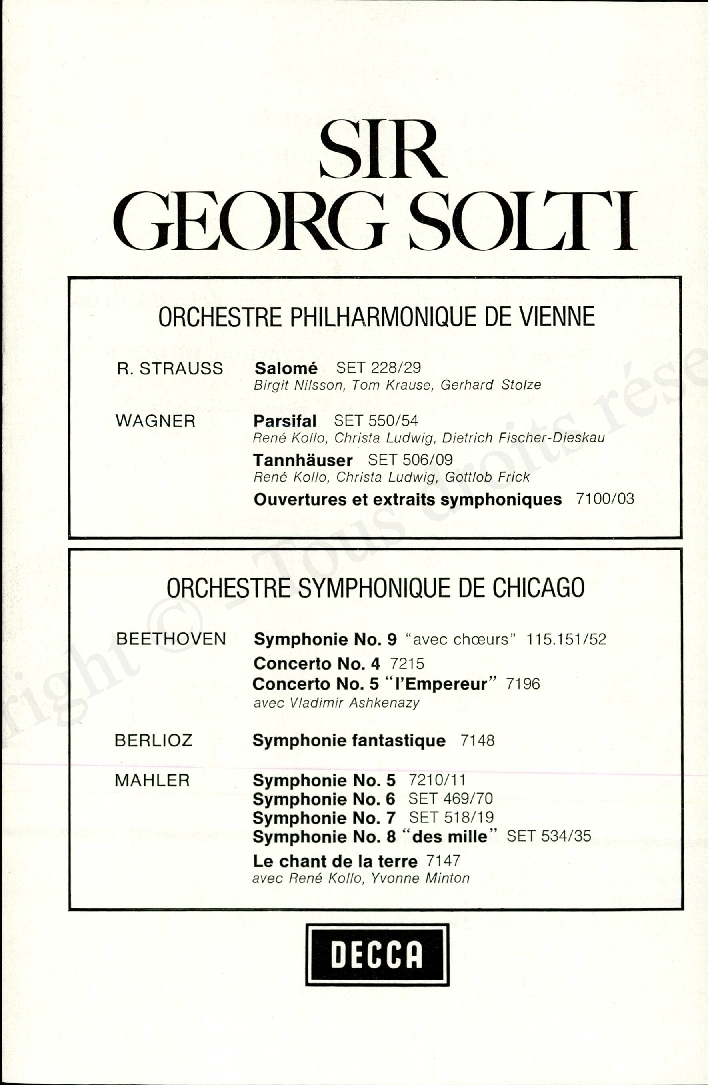 SIR
GEORG SOLTI
ORCHESTRE PHILHARMONIQUE DE VIENNE
R. STRAUSS Salomé SET 228/29
Birgit Nilsson, Tom Krause, Gerhard Stolze
WAGNER Parsifal SET 550/54
René Kollo, Christa Ludwig, Dietrich Fischer-Dieskau
Tannhäuser SET 506/09
René Kollo, Christa Ludwig, Gottlob Frick
Ouvertures et extraits symphoniques 7100/03
ORCHESTRE SYMPHONIQUE DE CHICAGO
BEETHOVEN Symphonie No. 9 "avec chœurs" 115.151/52
Concerto No. 4 7215
Concerto No. 5 "l'Empereur" 7196
avec Vladimir Ashkenazy
BERLIOZ Symphonie fantastique 7148
MAHLER Symphonie No. 5 7210/11
Symphonie No. 6 SET 469/70
Symphonie No. 7 SET 518/19
Symphonie No. 8 "des mille" SET 534/35
Le chant de la terre 7147
avec René Kollo, Yvonne Minton
DECCA
right © - Tous droits rése